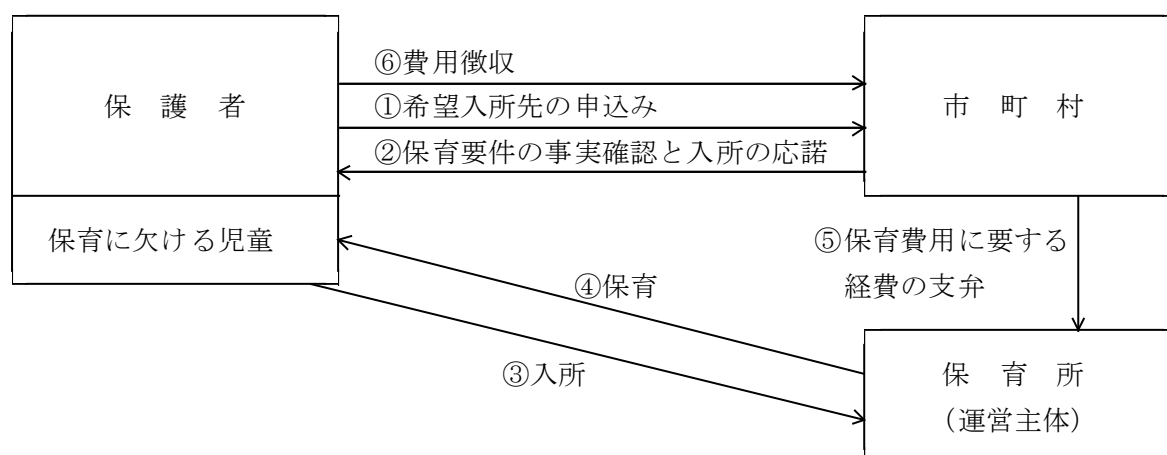 ⑥費用徴収
保　護　者
①希望入所先の申込み
市　町　村
②保育要件の事実確認と入所の応諾
保育に欠ける児童
⑤保育費用に要する
経費の支弁
④保育
③入所
保　育　所
（運営主体）